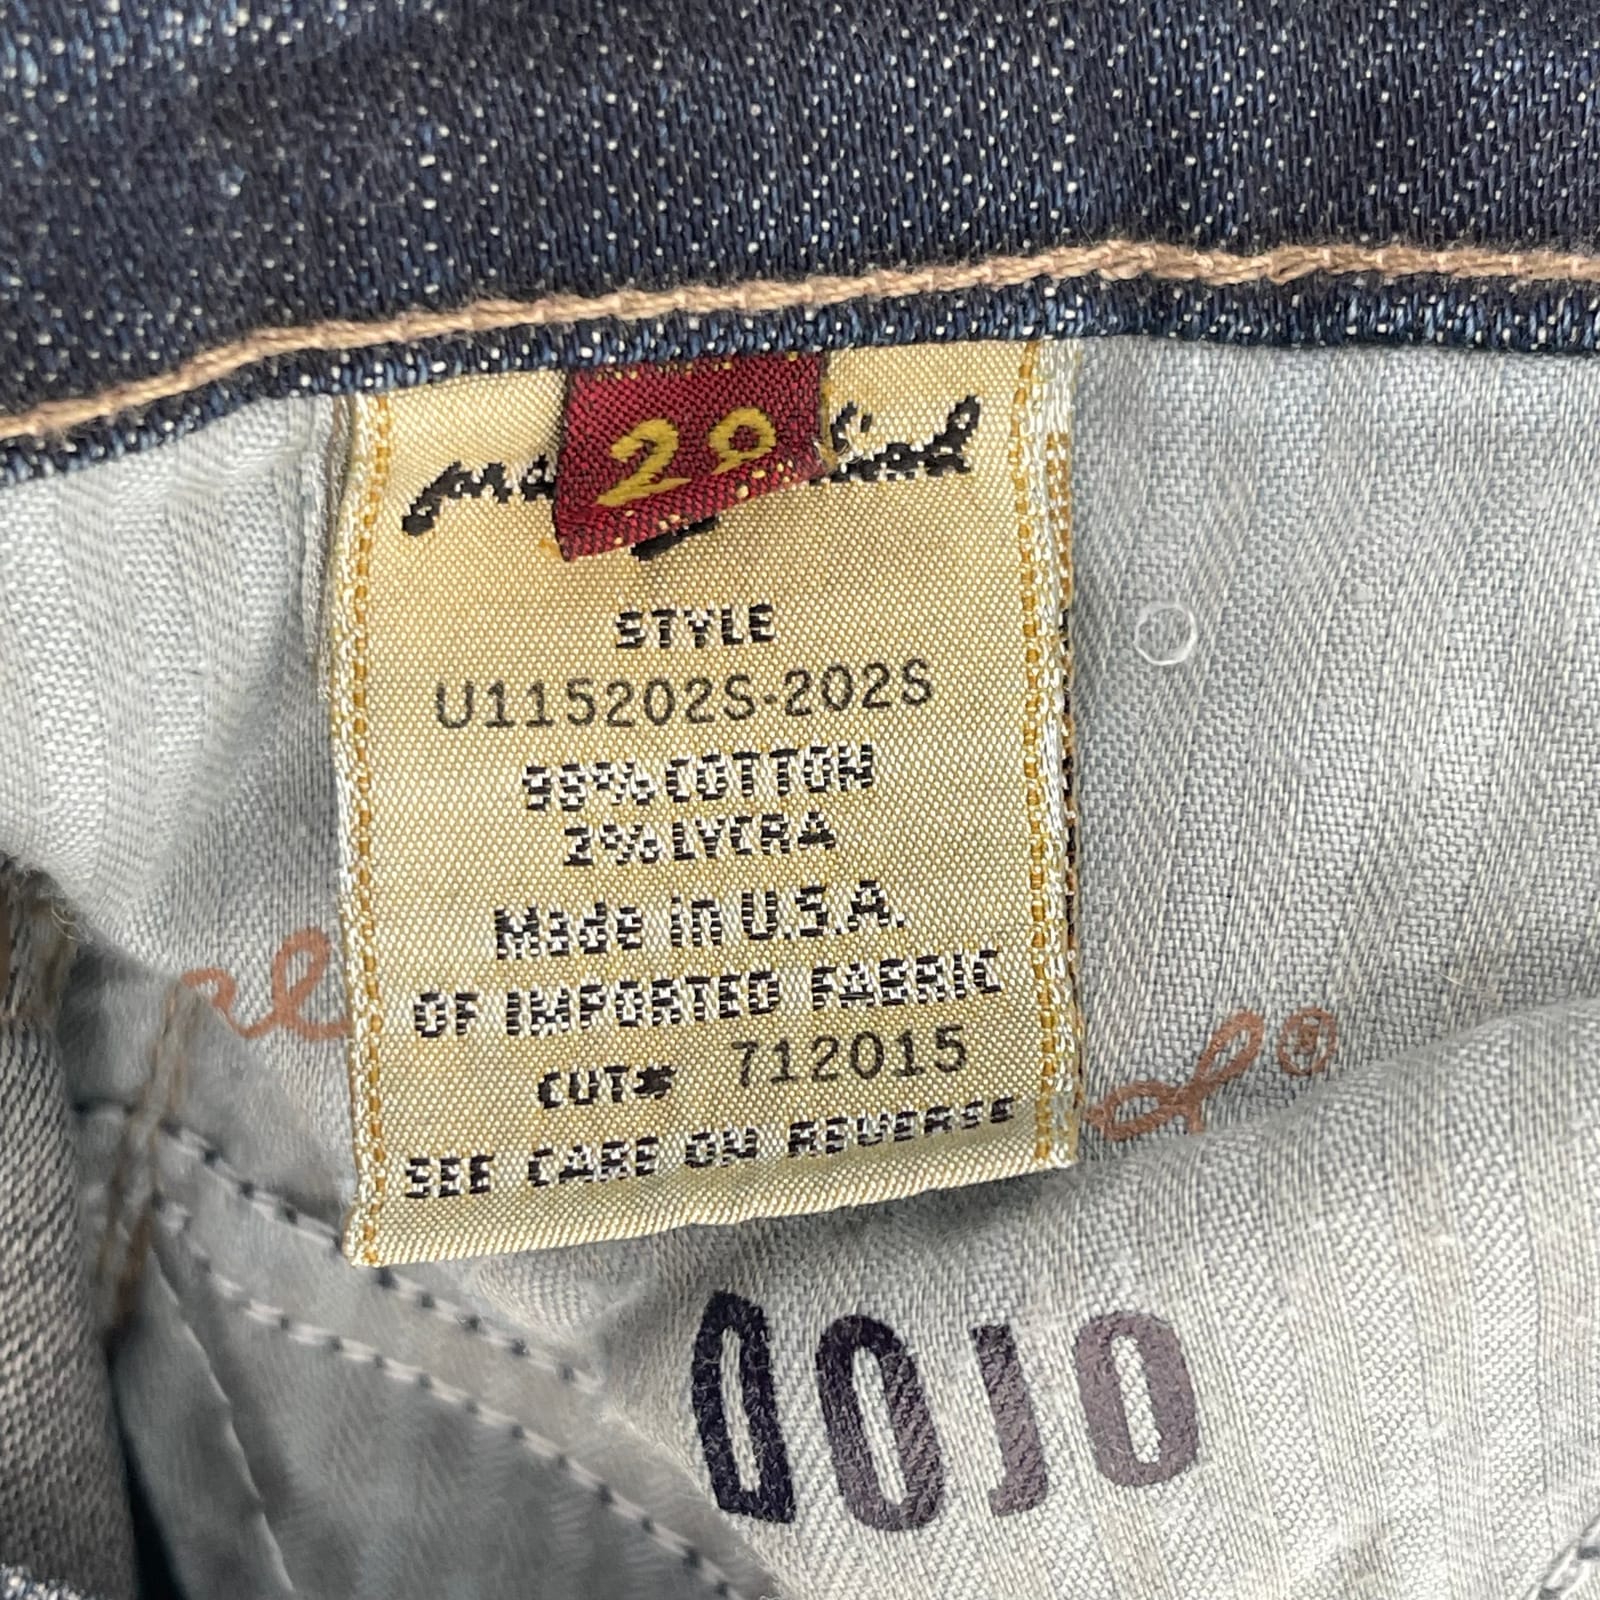 29
STYLE
U115202S-202S
98% COTTON
2% LYCRA
Made in U.S.A.
OF IMPORTED FABRIC
CUT# 712015
SEE CARE ON REVERSE
DOJO